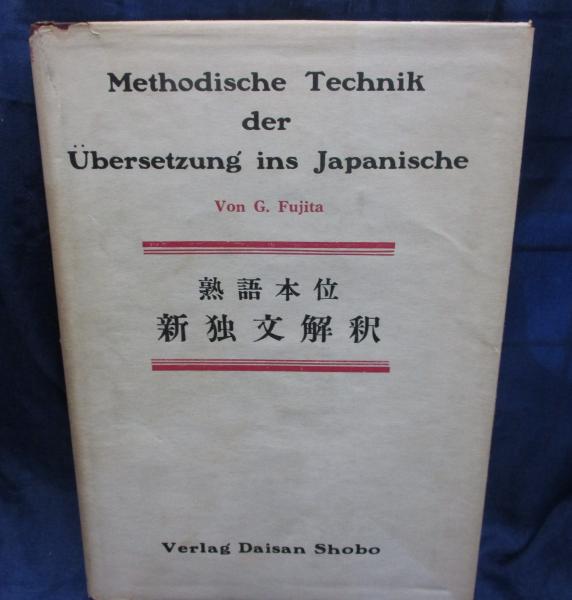 Methodische Technik
der
Übersetzung ins Japanische
Von G. Fujita
熟語本位
新独文解釈
Verlag Daisan Shobo